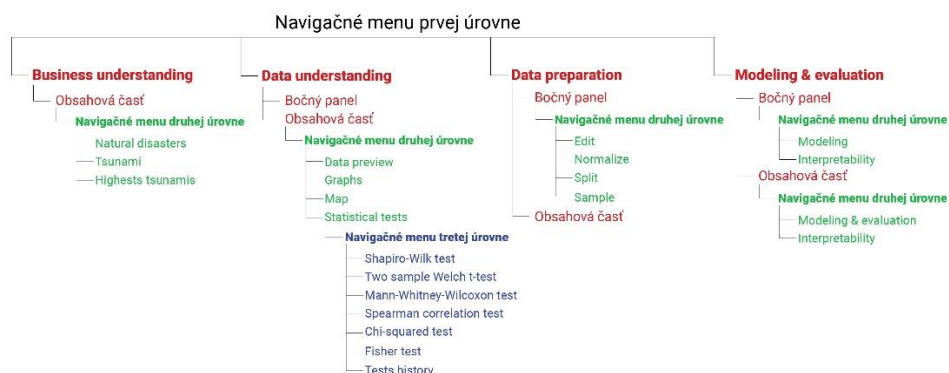 Navigačné menu prvej úrovne
Business understanding
Obsahová časť
Navigačné menu druhej úrovne
Natural disasters
Tsunami
Highests tsunamis
Data understanding
Bočný panel
Obsahová časť
Navigačné menu druhej úrovne
Data preview
Graphs
Map
Statistical tests
Navigačné menu tretej úrovne
Shapiro-Wilk test
Two sample Welch t-test
Mann-Whitney-Wilcoxon test
Spearman correlation test
Chi-squared test
Fisher test
Tests history
Data preparation
Bočný panel
Navigačné menu druhej úrovne
Edit
Normalize
Split
Sample
Obsahová časť
Modeling & evaluation
Bočný panel
Navigačné menu druhej úrovne
Modeling
Interpretability
Obsahová časť
Navigačné menu druhej úrovne
Modeling & evaluation
Interpretability